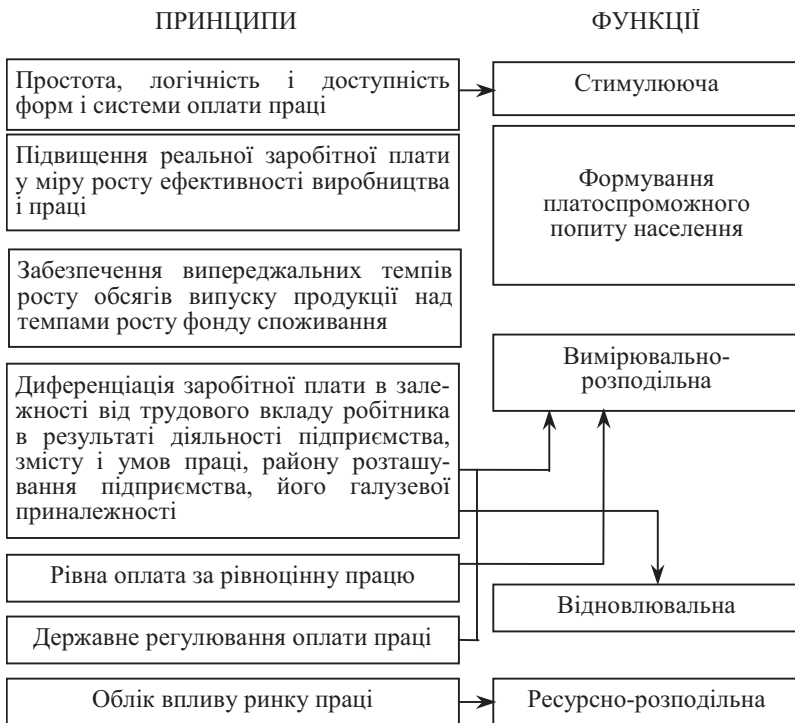 ПРИНЦИПИ
ФУНКЦІЇ
Простота, логічність і доступність
форм і системи оплати праці
Стимулююча
Підвищення реальної заробітної плати
у міру росту ефективності виробництва
і праці
Формування
платоспроможного
попиту населення
Забезпечення випереджальних темпів
росту обсягів випуску продукції над
темпами росту фонду споживання
Вимірювально-
розподільна
Диференціація заробітної плати в зале-
жності від трудового вкладу робітника
в результаті діяльності підприємства,
змісту і умов праці, району розташу-
вання підприємства, його галузевої
приналежності
Рівна оплата за рівноцінну працю
Відновлювальна
Державне регулювання оплати праці
Облік впливу ринку праці
Ресурсно-розподільна